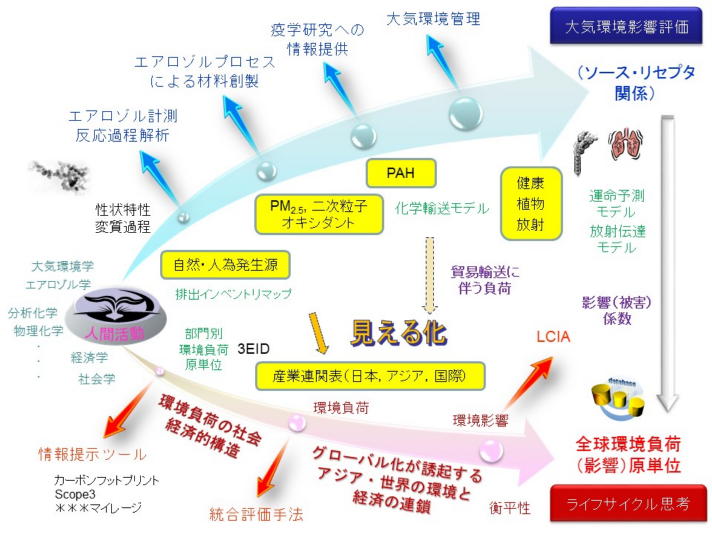 疫学研究への
情報提供
大気環境管理
大気環境影響評価
エアロゾルプロセス
による材料創製
(ソース・リセプタ
関係)
エアロゾル計測
反応過程解析
PAH
健康
植物
放射
性状特性
変質過程
PM2.5, 二次粒子
オキシダント
化学輸送モデル
運命予測
モデル
放射伝達
モデル
大気環境学
エアロゾル学
自然・人為発生源
排出インベントリマップ
貿易輸送に
伴う負荷
分析化学
物理化学
・
・
・
人間活動
経済学
社会学
部門別
環境負荷
原単位
3EID
見える化
影響(被害)
係数
LCIA
産業連関表(日本, アジア, 国際)
database
環境負荷の社会
経済的構造
環境負荷
環境影響
情報提示ツール
カーボンフットプリント
Scope3
＊＊＊マイレージ
グローバル化が誘起する
アジア・世界の環境と
経済の連鎖
全球環境負荷
(影響)原単位
統合評価手法
衡平性
ライフサイクル思考